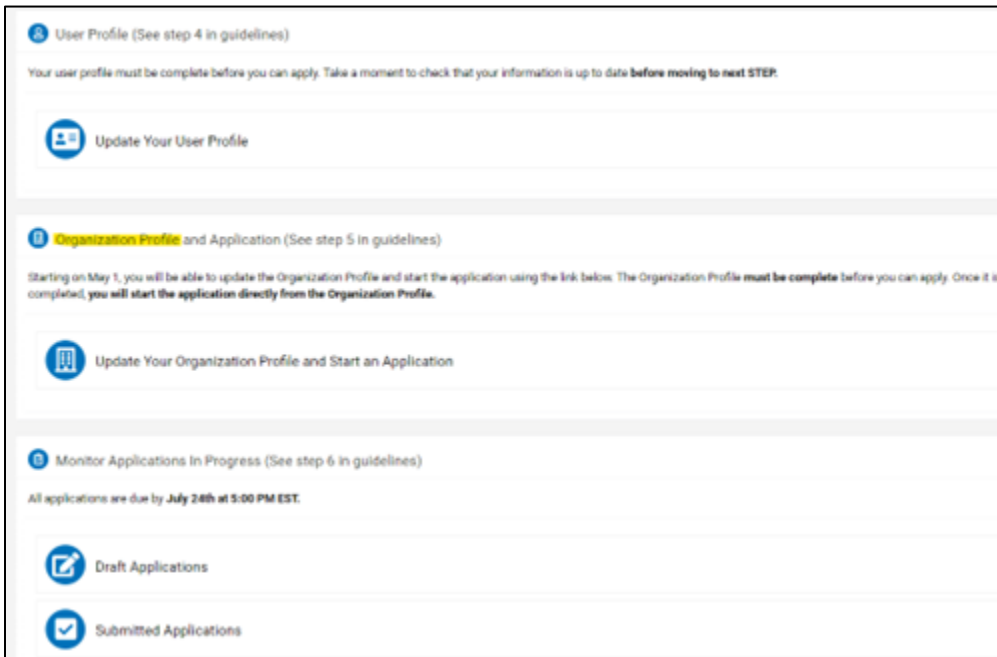 User Profile (See step 4 in guidelines)
Your user profile must be complete before you can apply. Take a moment to check that your information is up to date before moving to next STEP.
Update Your User Profile
Organization Profile and Application (See step 5 in guidelines)
Starting on May 1, you will be able to update the Organization Profile and start the application using the link below. The Organization Profile must be complete before you can apply. Once it is
completed, you will start the application directly from the Organization Profile.
Update Your Organization Profile and Start an Application
Monitor Applications In Progress (See step 6 in guidelines)
All applications are due by July 24th at 5:00 PM EST.
Draft Applications
Submitted Applications